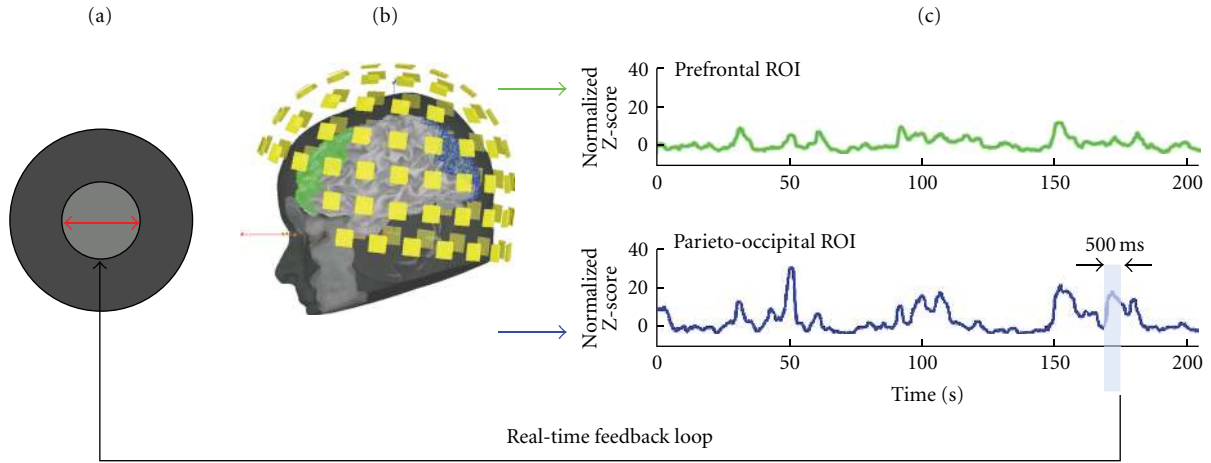 (a)
(b)
(c)
Prefrontal ROI
Normalized
Z-score
40
20
0
0
50
100
150
200
Parieto-occipital ROI
500 ms
Normalized
Z-score
40
20
0
0
50
100
150
200
Time (s)
Real-time feedback loop